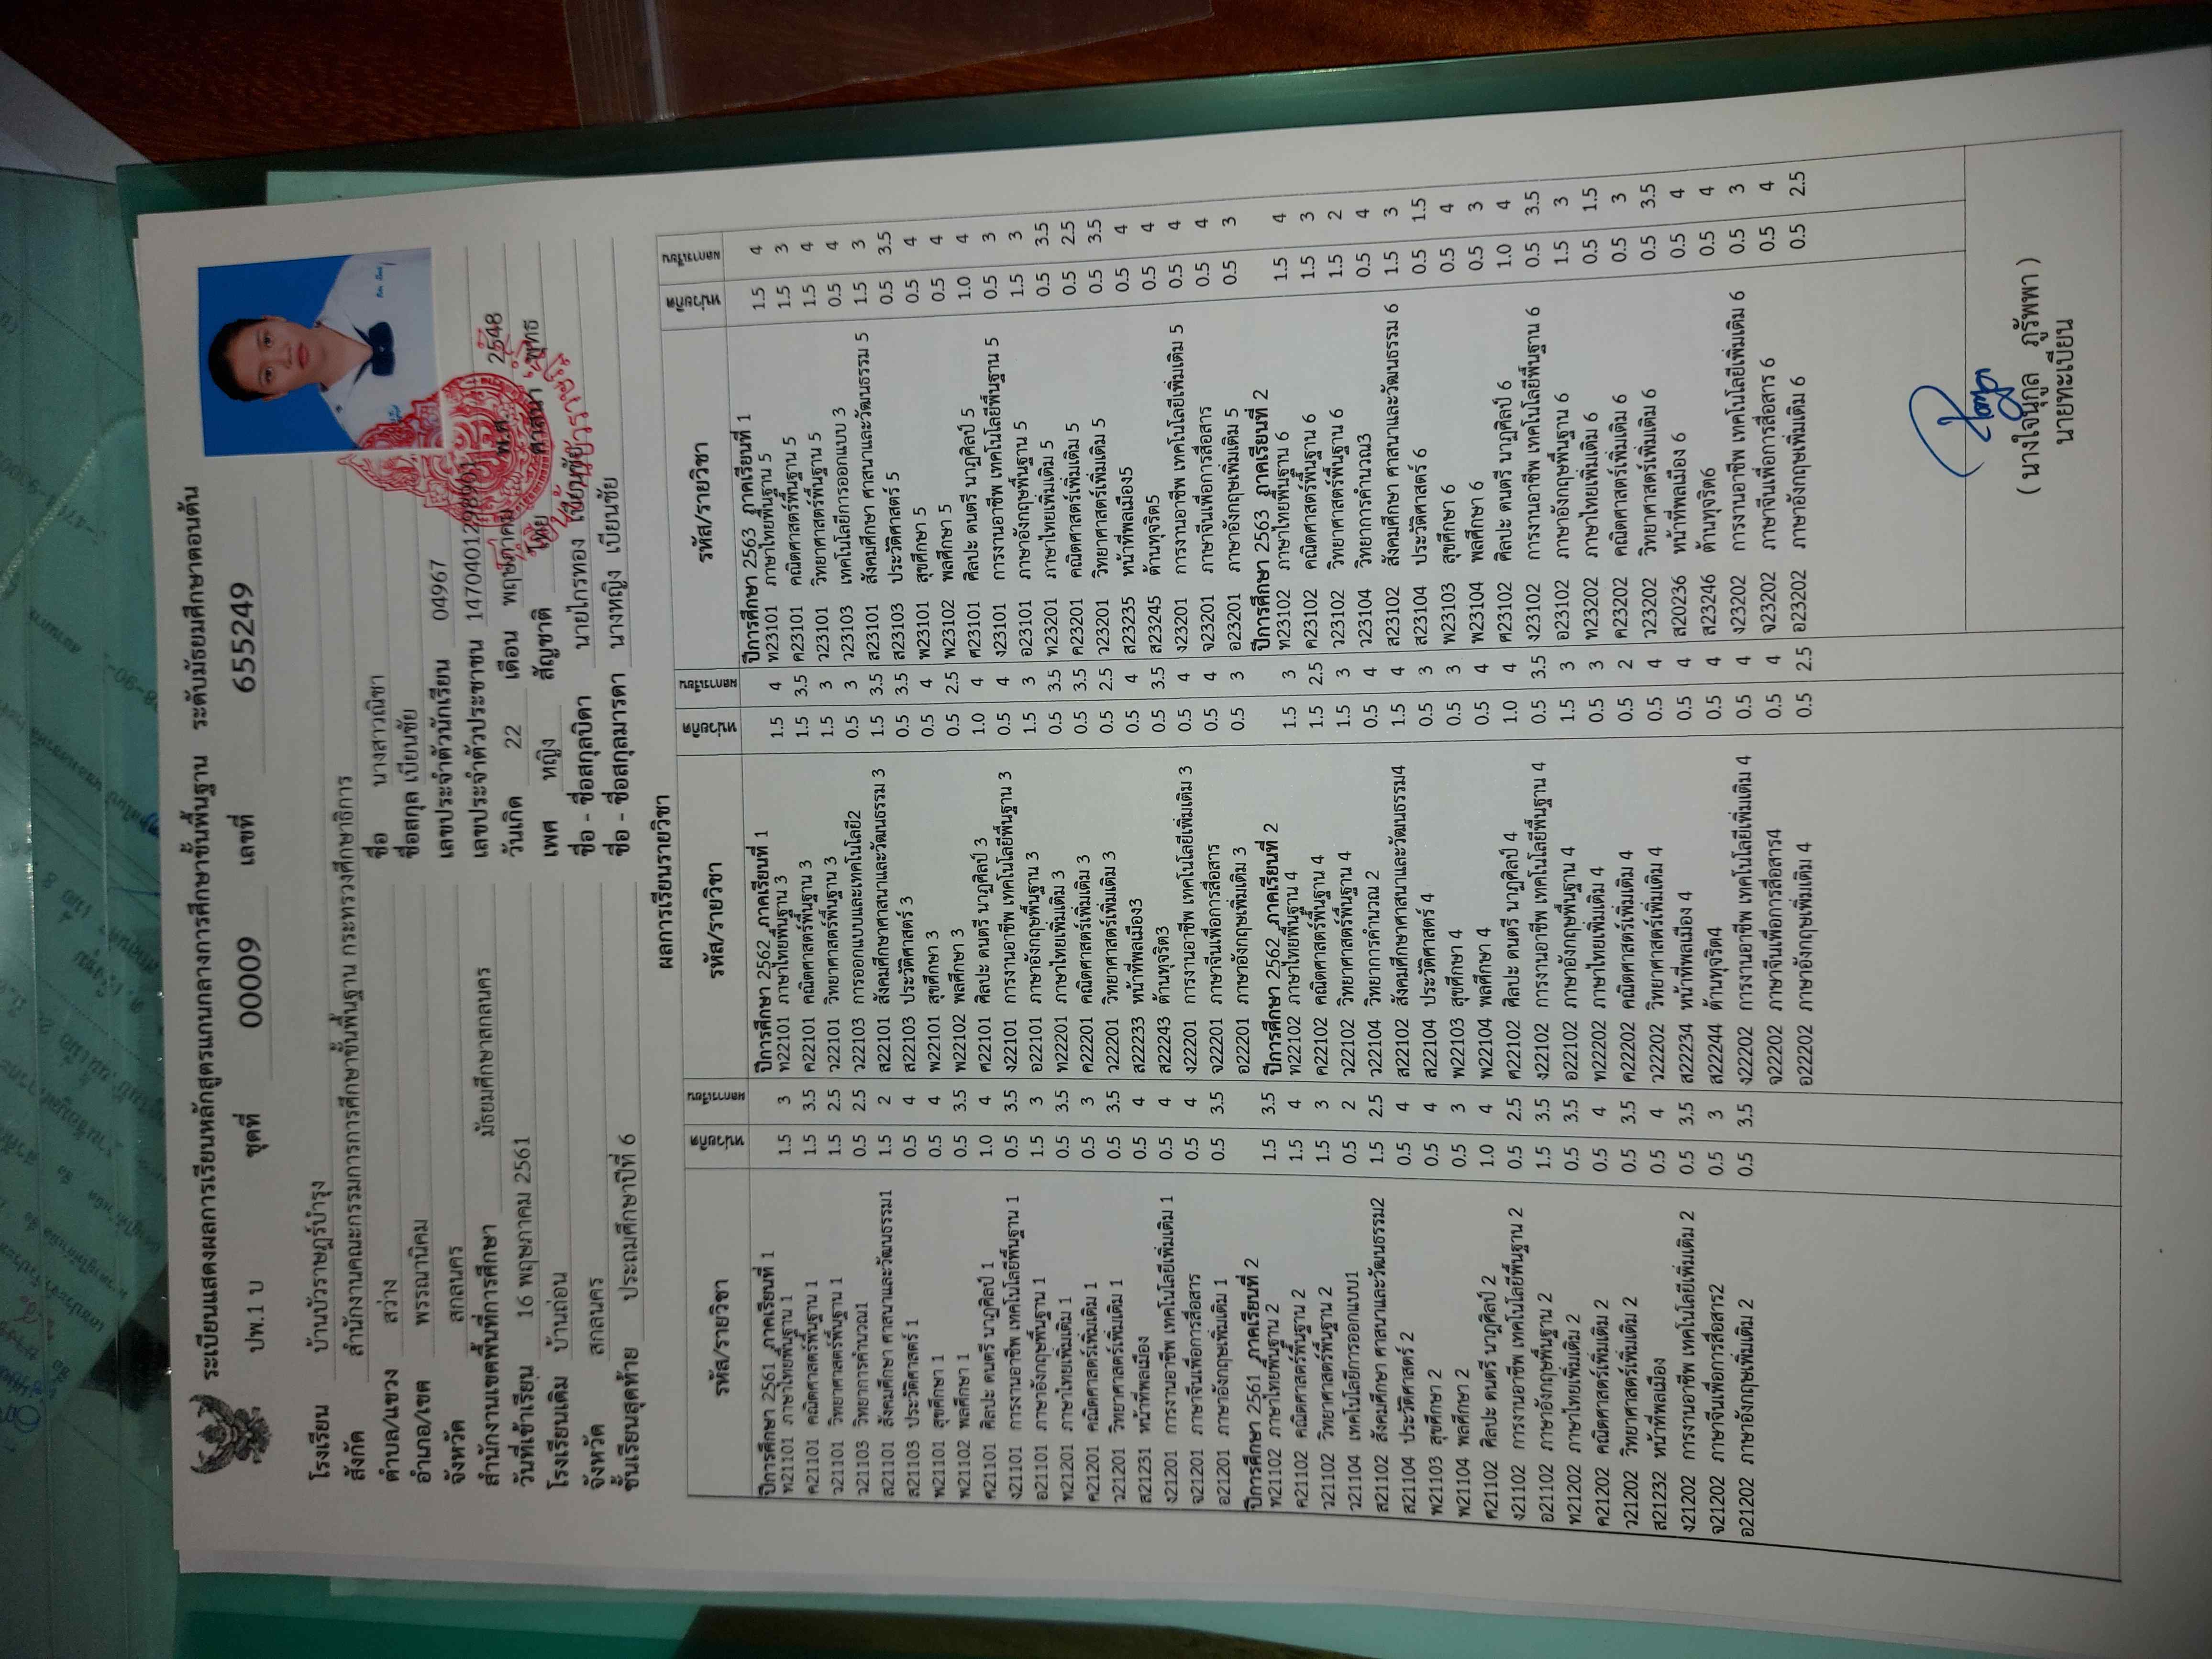 ระเบียนแสดงผลการเรียนหลักสูตรแกนกลางการศึกษาขั้นพื้นฐาน ระดับมัธยมศึกษาตอนต้น
ปพ.1 บ ชุดที่ 00009 เลขที่ 655249
โรงเรียน บ้านบัวราษฎร์บำรุง
สังกัด สำนักงานคณะกรรมการการศึกษาขั้นพื้นฐาน กระทรวงศึกษาธิการ
ตำบล/แขวง สว่าง
อำเภอ/เขต พรรณานิคม
จังหวัด สกลนคร
สำนักงานเขตพื้นที่การศึกษา มัธยมศึกษาสกลนคร
วันที่เข้าเรียน 16 พฤษภาคม 2561
โรงเรียนเดิม บ้านถ่อน
จังหวัด สกลนคร
ชั้นเรียนสุดท้าย ประถมศึกษาปีที่ 6
ชื่อ นางสาวณิชา
ชื่อสกุล เบียนชัย
เลขประจำตัวนักเรียน 04967
เลขประจำตัวประชาชน 1470401298901
วันเกิด 22 เดือน พฤษภาคม พ.ศ. 2548
เพศ หญิง สัญชาติ ไทย ศาสนา พุทธ
ชื่อ - ชื่อสกุลบิดา นายไกรทอง เบียนชัย
ชื่อ - ชื่อสกุลมารดา นางหญิง เบียนชัย
ผลการเรียนรายวิชา
รหัส/รายวิชา หน่วยกิต ผลการเรียน
ปีการศึกษา 2561 ภาคเรียนที่ 1
ท21101 ภาษาไทยพื้นฐาน 1 1.5 3
ค21101 คณิตศาสตร์พื้นฐาน 1 1.5 3.5
ว21101 วิทยาศาสตร์พื้นฐาน 1 1.5 2.5
ว21103 วิทยาการคำนวณ1 0.5 2.5
ส21101 สังคมศึกษา ศาสนาและวัฒนธรรม1 1.5 2
ส21103 ประวัติศาสตร์ 1 0.5 4
พ21101 สุขศึกษา 1 0.5 4
พ21102 พลศึกษา 1 0.5 3.5
ศ21101 ศิลปะ ดนตรี นาฏศิลป์ 1 1.0 4
ง21101 การงานอาชีพ เทคโนโลยีพื้นฐาน 1 0.5 3.5
อ21101 ภาษาอังกฤษพื้นฐาน 1 1.5 3
ท21201 ภาษาไทยเพิ่มเติม 1 0.5 3.5
ค21201 คณิตศาสตร์เพิ่มเติม 1 0.5 3
ว21201 วิทยาศาสตร์เพิ่มเติม 1 0.5 3.5
ส21231 หน้าที่พลเมือง 0.5 4
ง21201 การงานอาชีพ เทคโนโลยีเพิ่มเติม 1 0.5 4
จ21201 ภาษาจีนเพื่อการสื่อสาร 0.5 4
อ21201 ภาษาอังกฤษเพิ่มเติม 1 0.5 3.5
ปีการศึกษา 2561 ภาคเรียนที่ 2
ท21102 ภาษาไทยพื้นฐาน 2 1.5 3.5
ค21102 คณิตศาสตร์พื้นฐาน 2 1.5 4
ว21102 วิทยาศาสตร์พื้นฐาน 2 1.5 3
ว21104 เทคโนโลยีการออกแบบ1 0.5 2
ส21102 สังคมศึกษา ศาสนาและวัฒนธรรม2 1.5 2.5
ส21104 ประวัติศาสตร์ 2 0.5 4
พ21103 สุขศึกษา 2 0.5 4
พ21104 พลศึกษา 2 0.5 3
ศ21102 ศิลปะ ดนตรี นาฏศิลป์ 2 1.0 4
ง21102 การงานอาชีพ เทคโนโลยีพื้นฐาน 2 0.5 2.5
อ21102 ภาษาอังกฤษพื้นฐาน 2 1.5 3.5
ท21202 ภาษาไทยเพิ่มเติม 2 0.5 3.5
ค21202 คณิตศาสตร์เพิ่มเติม 2 0.5 4
ว21202 วิทยาศาสตร์เพิ่มเติม 2 0.5 3.5
ส21232 หน้าที่พลเมือง 0.5 4
ง21202 การงานอาชีพ เทคโนโลยีเพิ่มเติม 2 0.5 3.5
จ21202 ภาษาจีนเพื่อการสื่อสาร2 0.5 3
อ21202 ภาษาอังกฤษเพิ่มเติม 2 0.5 3.5
รหัส/รายวิชา หน่วยกิต ผลการเรียน
ปีการศึกษา 2562 ภาคเรียนที่ 1
ท22101 ภาษาไทยพื้นฐาน 3 1.5 4
ค22101 คณิตศาสตร์พื้นฐาน 3 1.5 3.5
ว22101 วิทยาศาสตร์พื้นฐาน 3 1.5 3
ว22103 การออกแบบและเทคโนโลยี2 0.5 3
ส22101 สังคมศึกษาศาสนาและวัฒนธรรม 3 1.5 3.5
ส22103 ประวัติศาสตร์ 3 0.5 3.5
พ22101 สุขศึกษา 3 0.5 4
พ22102 พลศึกษา 3 0.5 2.5
ศ22101 ศิลปะ ดนตรี นาฏศิลป์ 3 1.0 4
ง22101 การงานอาชีพ เทคโนโลยีพื้นฐาน 3 0.5 4
อ22101 ภาษาอังกฤษพื้นฐาน 3 1.5 3
ท22201 ภาษาไทยเพิ่มเติม 3 0.5 3.5
ค22201 คณิตศาสตร์เพิ่มเติม 3 0.5 3.5
ว22201 วิทยาศาสตร์เพิ่มเติม 3 0.5 2.5
ส22233 หน้าที่พลเมือง3 0.5 4
ส22243 ต้านทุจริต3 0.5 3.5
ง22201 การงานอาชีพ เทคโนโลยีเพิ่มเติม 3 0.5 4
จ22201 ภาษาจีนเพื่อการสื่อสาร 0.5 4
อ22201 ภาษาอังกฤษเพิ่มเติม 3 0.5 3
ปีการศึกษา 2562 ภาคเรียนที่ 2
ท22102 ภาษาไทยพื้นฐาน 4 1.5 3
ค22102 คณิตศาสตร์พื้นฐาน 4 1.5 2.5
ว22102 วิทยาศาสตร์พื้นฐาน 4 1.5 3
ว22104 วิทยาการคำนวณ 2 0.5 4
ส22102 สังคมศึกษาศาสนาและวัฒนธรรม4 1.5 4
ส22104 ประวัติศาสตร์ 4 0.5 3
พ22103 สุขศึกษา 4 0.5 3
พ22104 พลศึกษา 4 0.5 4
ศ22102 ศิลปะ ดนตรี นาฏศิลป์ 4 1.0 4
ง22102 การงานอาชีพ เทคโนโลยีพื้นฐาน 4 0.5 3.5
อ22102 ภาษาอังกฤษพื้นฐาน 4 1.5 3
ท22202 ภาษาไทยเพิ่มเติม 4 0.5 3
ค22202 คณิตศาสตร์เพิ่มเติม 4 0.5 2
ว22202 วิทยาศาสตร์เพิ่มเติม 4 0.5 4
ส22234 หน้าที่พลเมือง 4 0.5 4
ส22244 ต้านทุจริต4 0.5 4
ง22202 การงานอาชีพ เทคโนโลยีเพิ่มเติม 4 0.5 4
จ22202 ภาษาจีนเพื่อการสื่อสาร4 0.5 4
อ22202 ภาษาอังกฤษเพิ่มเติม 4 0.5 2.5
รหัส/รายวิชา หน่วยกิต ผลการเรียน
ปีการศึกษา 2563 ภาคเรียนที่ 1
ท23101 ภาษาไทยพื้นฐาน 5 1.5 4
ค23101 คณิตศาสตร์พื้นฐาน 5 1.5 3
ว23101 วิทยาศาสตร์พื้นฐาน 5 1.5 4
ว23103 เทคโนโลยีการออกแบบ 3 0.5 4
ส23101 สังคมศึกษา ศาสนาและวัฒนธรรม 5 1.5 3
ส23103 ประวัติศาสตร์ 5 0.5 3.5
พ23101 สุขศึกษา 5 0.5 4
พ23102 พลศึกษา 5 0.5 4
ศ23101 ศิลปะ ดนตรี นาฏศิลป์ 5 1.0 4
ง23101 การงานอาชีพ เทคโนโลยีพื้นฐาน 5 0.5 3
อ23101 ภาษาอังกฤษพื้นฐาน 5 1.5 3
ท23201 ภาษาไทยเพิ่มเติม 5 0.5 3.5
ค23201 คณิตศาสตร์เพิ่มเติม 5 0.5 2.5
ว23201 วิทยาศาสตร์เพิ่มเติม 5 0.5 3.5
ส23235 หน้าที่พลเมือง5 0.5 4
ส23245 ต้านทุจริต5 0.5 4
ง23201 การงานอาชีพ เทคโนโลยีเพิ่มเติม 5 0.5 4
จ23201 ภาษาจีนเพื่อการสื่อสาร 0.5 4
อ23201 ภาษาอังกฤษเพิ่มเติม 5 0.5 3
ปีการศึกษา 2563 ภาคเรียนที่ 2
ท23102 ภาษาไทยพื้นฐาน 6 1.5 4
ค23102 คณิตศาสตร์พื้นฐาน 6 1.5 3
ว23102 วิทยาศาสตร์พื้นฐาน 6 1.5 2
ว23104 วิทยาการคำนวณ3 0.5 4
ส23102 สังคมศึกษา ศาสนาและวัฒนธรรม 6 1.5 3
ส23104 ประวัติศาสตร์ 6 0.5 1.5
พ23103 สุขศึกษา 6 0.5 4
พ23104 พลศึกษา 6 0.5 3
ศ23102 ศิลปะ ดนตรี นาฏศิลป์ 6 1.0 4
ง23102 การงานอาชีพ เทคโนโลยีพื้นฐาน 6 0.5 3.5
อ23102 ภาษาอังกฤษพื้นฐาน 6 1.5 3
ท23202 ภาษาไทยเพิ่มเติม 6 0.5 1.5
ค23202 คณิตศาสตร์เพิ่มเติม 6 0.5 3
ว23202 วิทยาศาสตร์เพิ่มเติม 6 0.5 3.5
ส20236 หน้าที่พลเมือง 6 0.5 4
ส23246 ต้านทุจริต6 0.5 4
ง23202 การงานอาชีพ เทคโนโลยีเพิ่มเติม 6 0.5 3
จ23202 ภาษาจีนเพื่อการสื่อสาร 6 0.5 4
อ23202 ภาษาอังกฤษเพิ่มเติม 6 0.5 2.5
( นางใจนุกูล ภูรัพพา )
นายทะเบียน